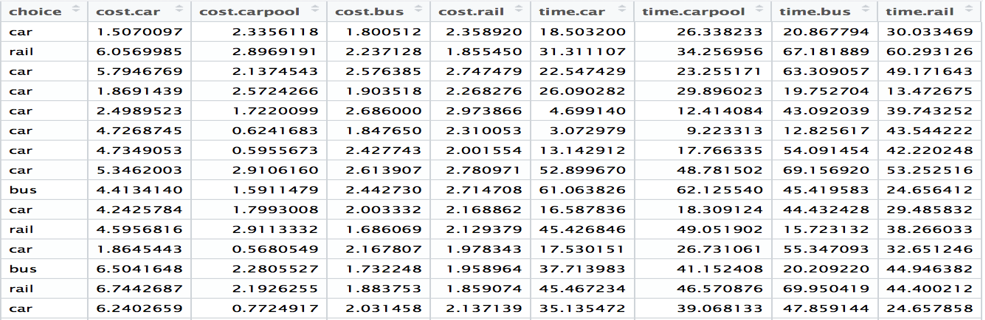 choice cost.car cost.carpool cost.bus cost.rail time.car time.carpool time.bus time.rail
car 1.5070097 2.3356118 1.800512 2.358920 18.503200 26.338233 20.867794 30.033469
rail 6.0569985 2.8969191 2.237128 1.855450 31.311107 34.256956 67.181889 60.293126
car 5.7946769 2.1374543 2.576385 2.747479 22.547429 23.255171 63.309057 49.171643
car 1.8691439 2.5724266 1.903518 2.268276 26.090282 29.896023 19.752704 13.472675
car 2.4989523 1.7220099 2.686000 2.973866 4.699140 12.414084 43.092039 39.743252
car 4.7268745 0.6241683 1.847650 2.310053 3.072979 9.223313 12.825617 43.544222
car 4.7349053 0.5955673 2.427743 2.001554 13.142912 17.766335 54.091454 42.220248
car 5.3462003 2.9106160 2.613907 2.780971 52.899670 48.781502 69.156920 53.252516
bus 4.4134140 1.5911479 2.442730 2.714708 61.063826 62.125540 45.419583 24.656412
car 4.2425784 1.7993008 2.003332 2.168862 16.587836 18.309124 44.432428 29.485832
rail 4.5956816 2.9113332 1.686069 2.129379 45.426846 49.051902 15.723132 38.266033
car 1.8645443 0.5680549 2.167807 1.978343 17.530151 26.731061 55.347093 32.651246
bus 6.5041648 2.2805527 1.732248 1.958964 37.713983 41.152408 20.209220 44.946382
rail 6.7442687 2.1926255 1.883753 1.859074 45.467234 46.570876 69.950419 44.400212
car 6.2402659 0.7724917 2.031458 2.137139 35.135472 39.068133 47.859144 24.657858